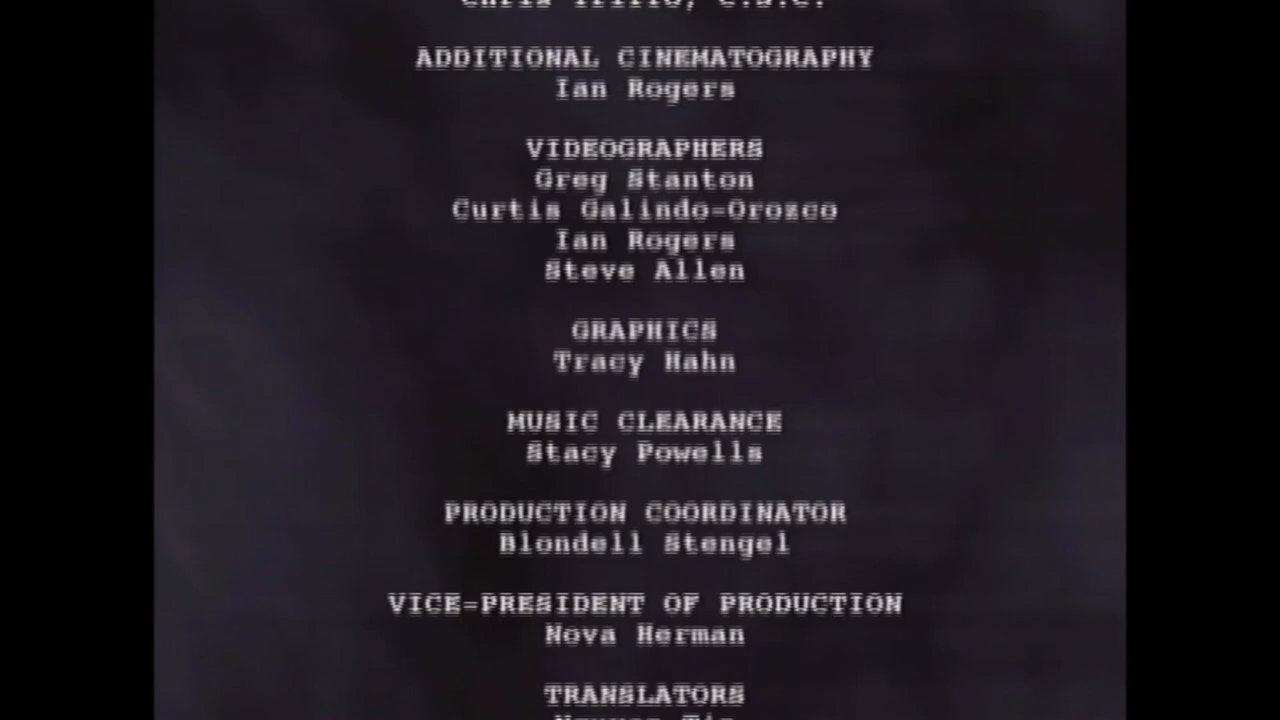 ADDITIONAL CINEMATOGRAPHY
Ian Rogers
VIDEOGRAPHERS
Greg Stanton
Curtis Galindo-Orozco
Ian Rogers
Steve Allen
GRAPHICS
Tracy Hahn
MUSIC CLEARANCE
Stacy Powells
PRODUCTION COORDINATOR
Blondell Stengel
VICE-PRESIDENT OF PRODUCTION
Nova Herman
TRANSLATORS